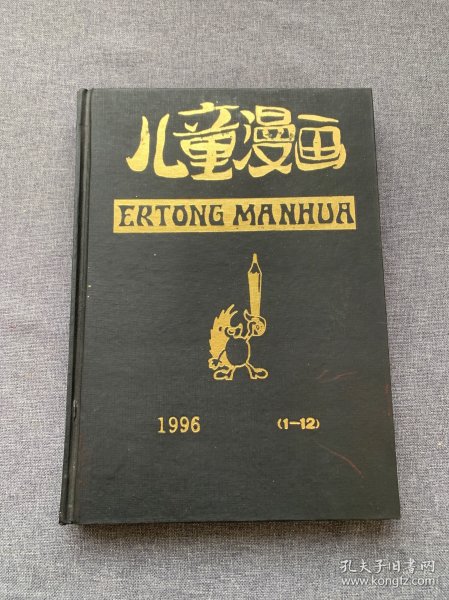 儿童漫画
ERTONG MANHUA
1996 (1-12)
孔夫子旧书网
www.kongfz.com